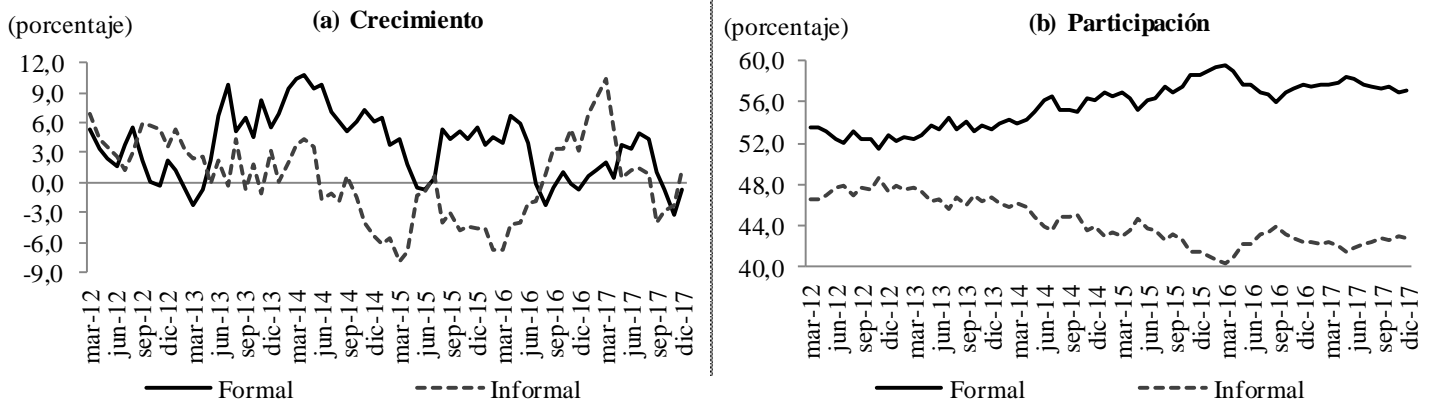 (a) Crecimiento
(porcentaje)
12,0
9,0
6,0
3,0
0,0
-3,0
-6,0
-9,0
mar-12
jun-12
sep-12
dic-12
mar-13
jun-13
sep-13
dic-13
mar-14
jun-14
sep-14
dic-14
mar-15
jun-15
sep-15
dic-15
mar-16
jun-16
sep-16
dic-16
mar-17
jun-17
sep-17
dic-17
Formal
Informal
(b) Participación
(porcentaje)
60,0
56,0
52,0
48,0
44,0
40,0
mar-12
jun-12
sep-12
dic-12
mar-13
jun-13
sep-13
dic-13
mar-14
jun-14
sep-14
dic-14
mar-15
jun-15
sep-15
dic-15
mar-16
jun-16
sep-16
dic-16
mar-17
jun-17
sep-17
dic-17
Formal
Informal